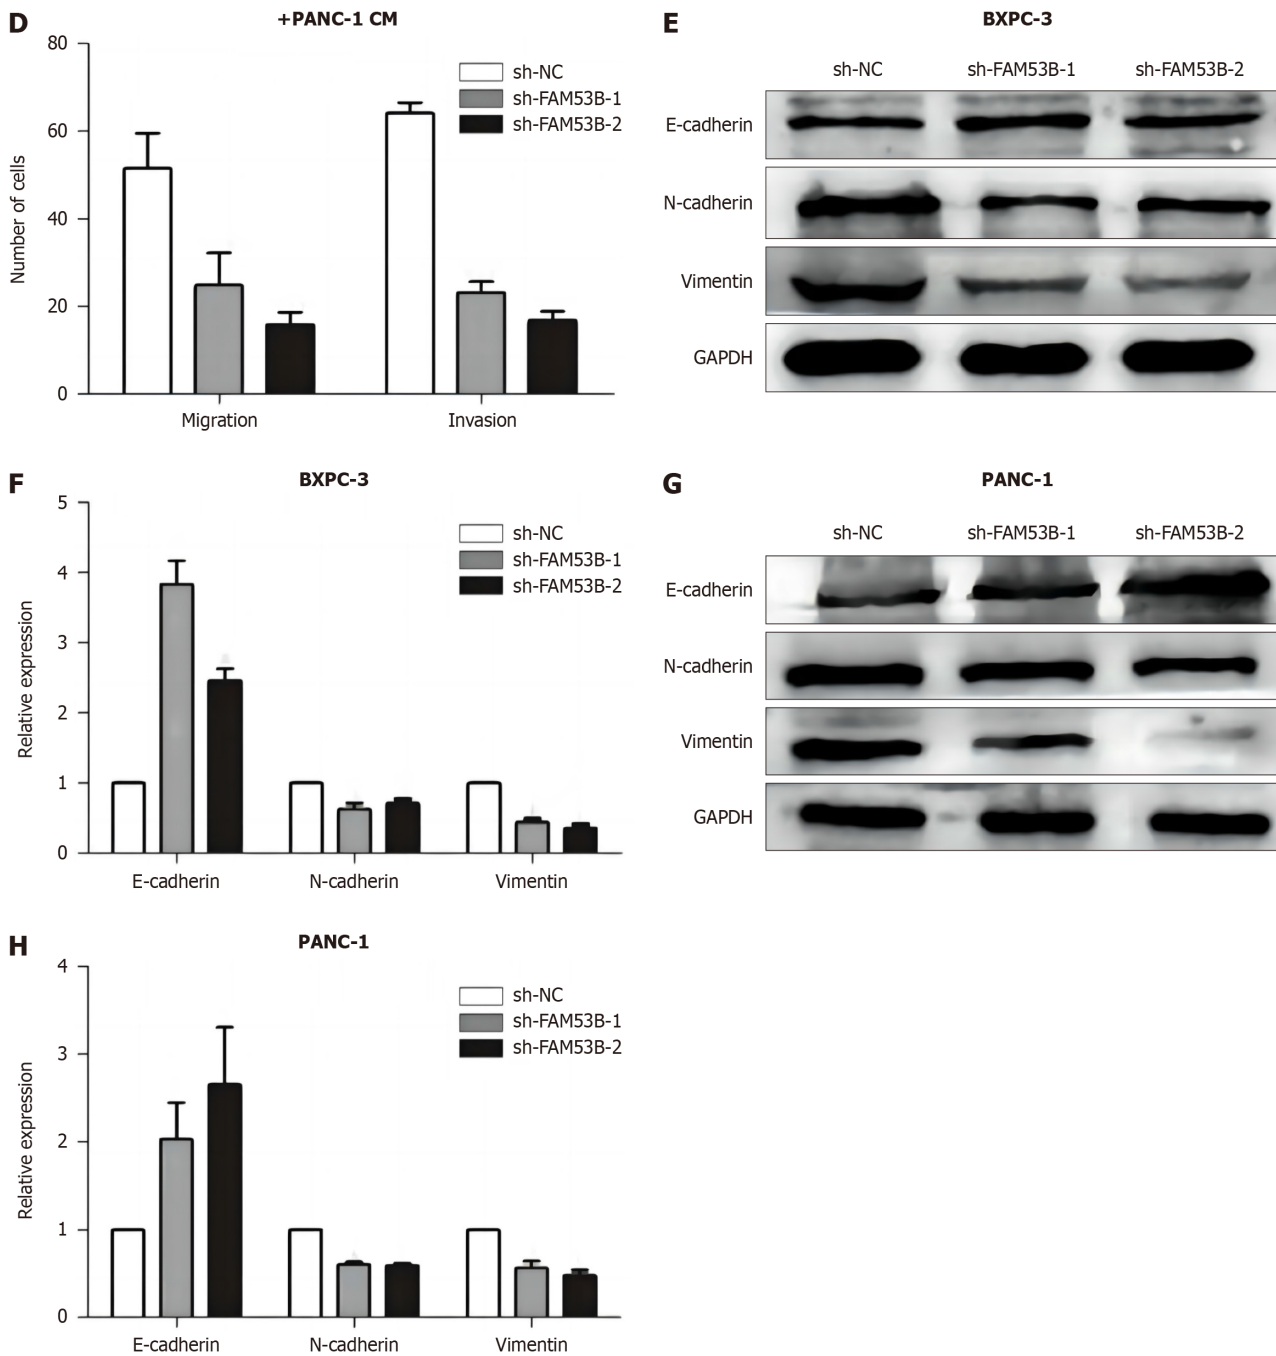 D
+PANC-1 CM
80
60
40
20
0
Number of cells
sh-NC
sh-FAM53B-1
sh-FAM53B-2
Migration
Invasion
E
BXPC-3
sh-NC
sh-FAM53B-1
sh-FAM53B-2
E-cadherin
N-cadherin
Vimentin
GAPDH
F
BXPC-3
5
4
3
2
1
0
Relative expression
sh-NC
sh-FAM53B-1
sh-FAM53B-2
E-cadherin
N-cadherin
Vimentin
G
PANC-1
sh-NC
sh-FAM53B-1
sh-FAM53B-2
E-cadherin
N-cadherin
Vimentin
GAPDH
H
PANC-1
4
3
2
1
0
Relative expression
sh-NC
sh-FAM53B-1
sh-FAM53B-2
E-cadherin
N-cadherin
Vimentin